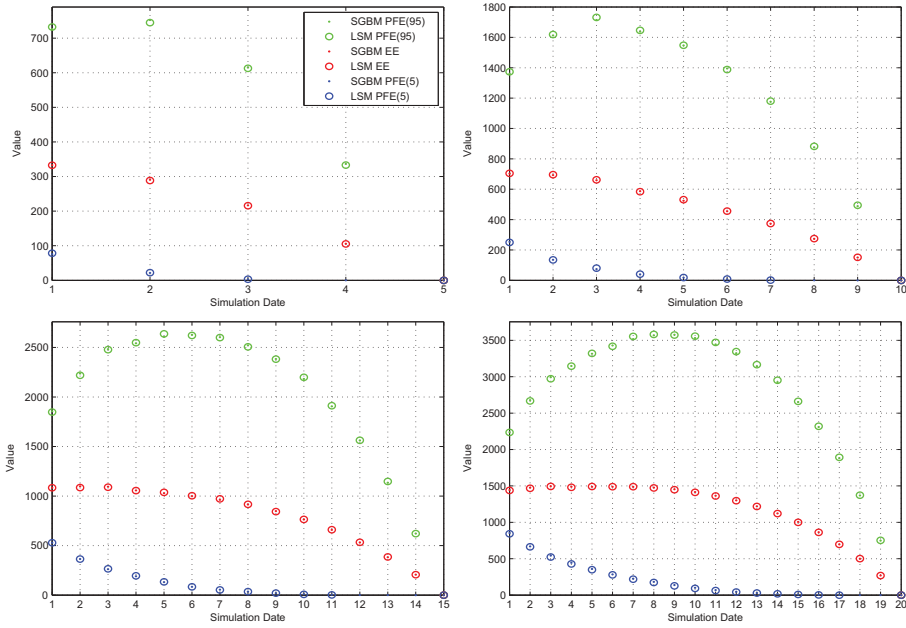 700
600
500
400
300
200
100
0
Value
1 2 3 4 5
Simulation Date
SGBM PFE(95)
LSM PFE(95)
SGBM EE
LSM EE
SGBM PFE(5)
LSM PFE(5)
1800
1600
1400
1200
1000
800
600
400
200
0
Value
1 2 3 4 5 6 7 8 9 10
Simulation Date
2500
2000
1500
1000
500
0
Value
1 2 3 4 5 6 7 8 9 10 11 12 13 14 15
Simulation Date
3500
3000
2500
2000
1500
1000
500
0
Value
1 2 3 4 5 6 7 8 9 10 11 12 13 14 15 16 17 18 19 20
Simulation Date